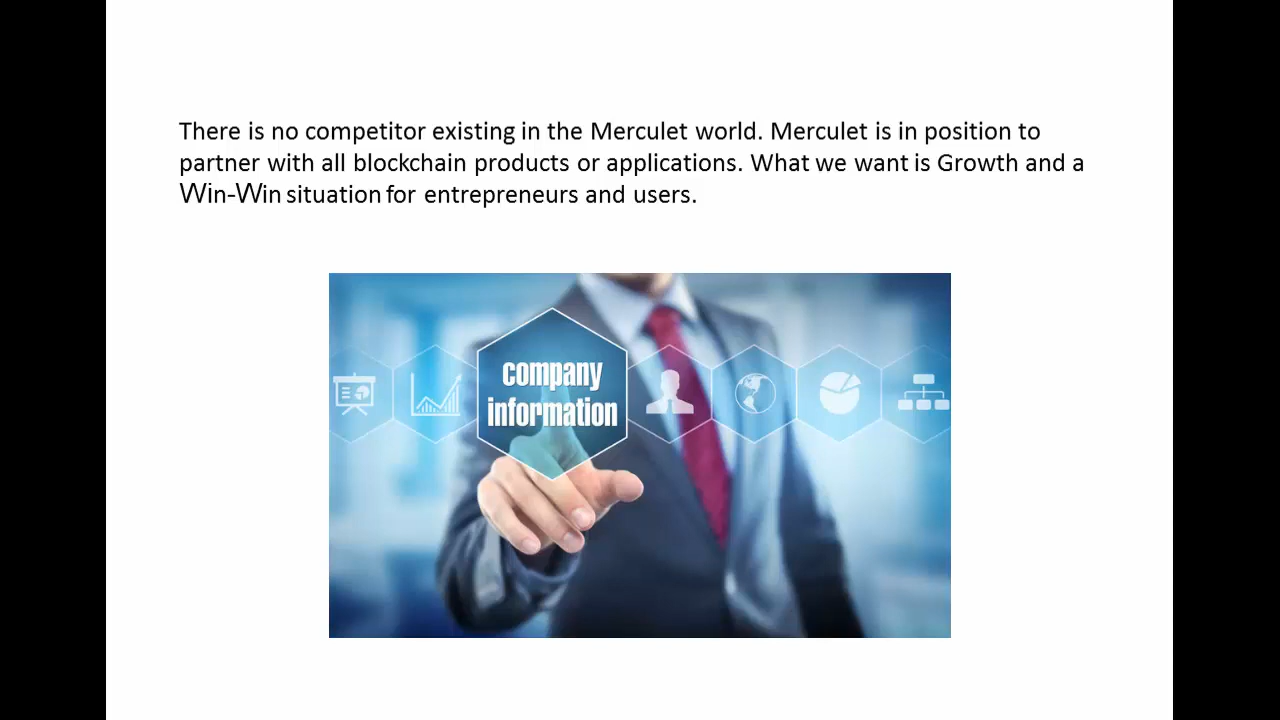 There is no competitor existing in the Merculet world. Merculet is in position to
partner with all blockchain products or applications. What we want is Growth and a
Win-Win situation for entrepreneurs and users.
company
information